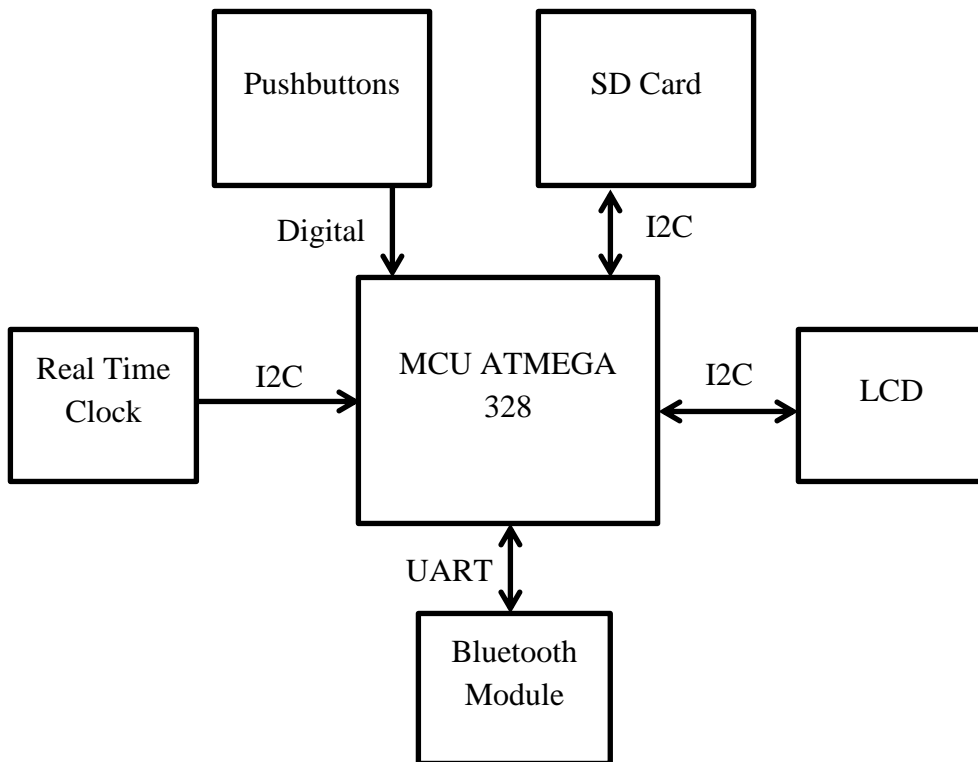 Pushbuttons
SD Card
Digital
I2C
Real Time
Clock
I2C
MCU ATMEGA
328
I2C
LCD
UART
Bluetooth
Module